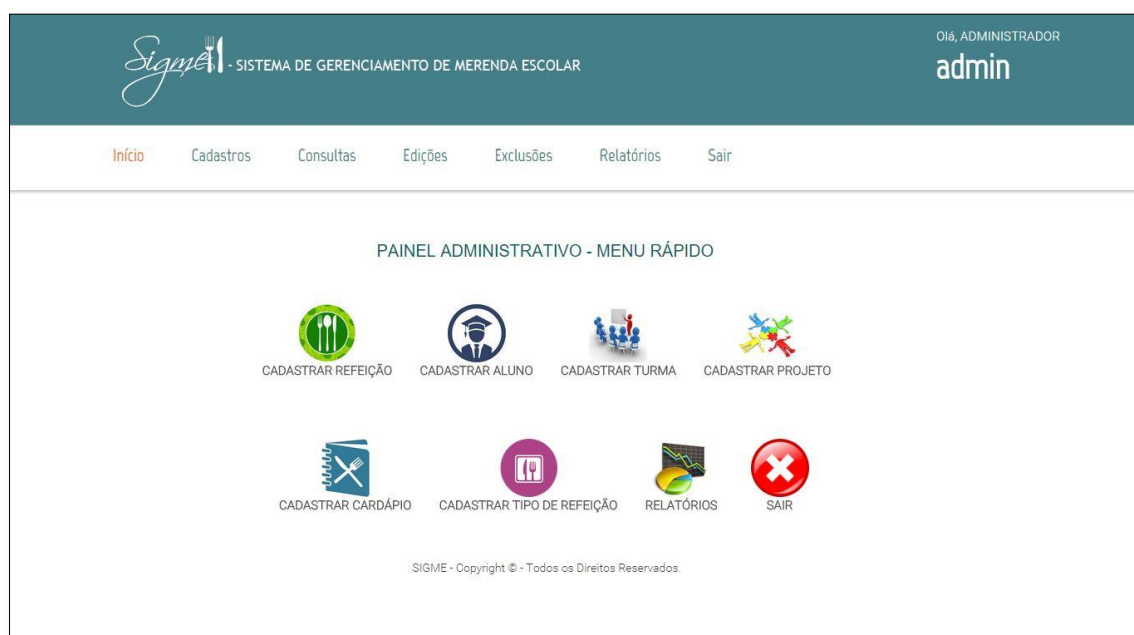 Olá, ADMINISTRADOR
Sigme - SISTEMA DE GERENCIAMENTO DE MERENDA ESCOLAR
admin
Início Cadastros Consultas Edições Exclusões Relatórios Sair
PAINEL ADMINISTRATIVO - MENU RÁPIDO
CADASTRAR REFEIÇÃO CADASTRAR ALUNO CADASTRAR TURMA CADASTRAR PROJETO
CADASTRAR CARDÁPIO CADASTRAR TIPO DE REFEIÇÃO RELATÓRIOS SAIR
SIGME - Copyright © - Todos os Direitos Reservados.